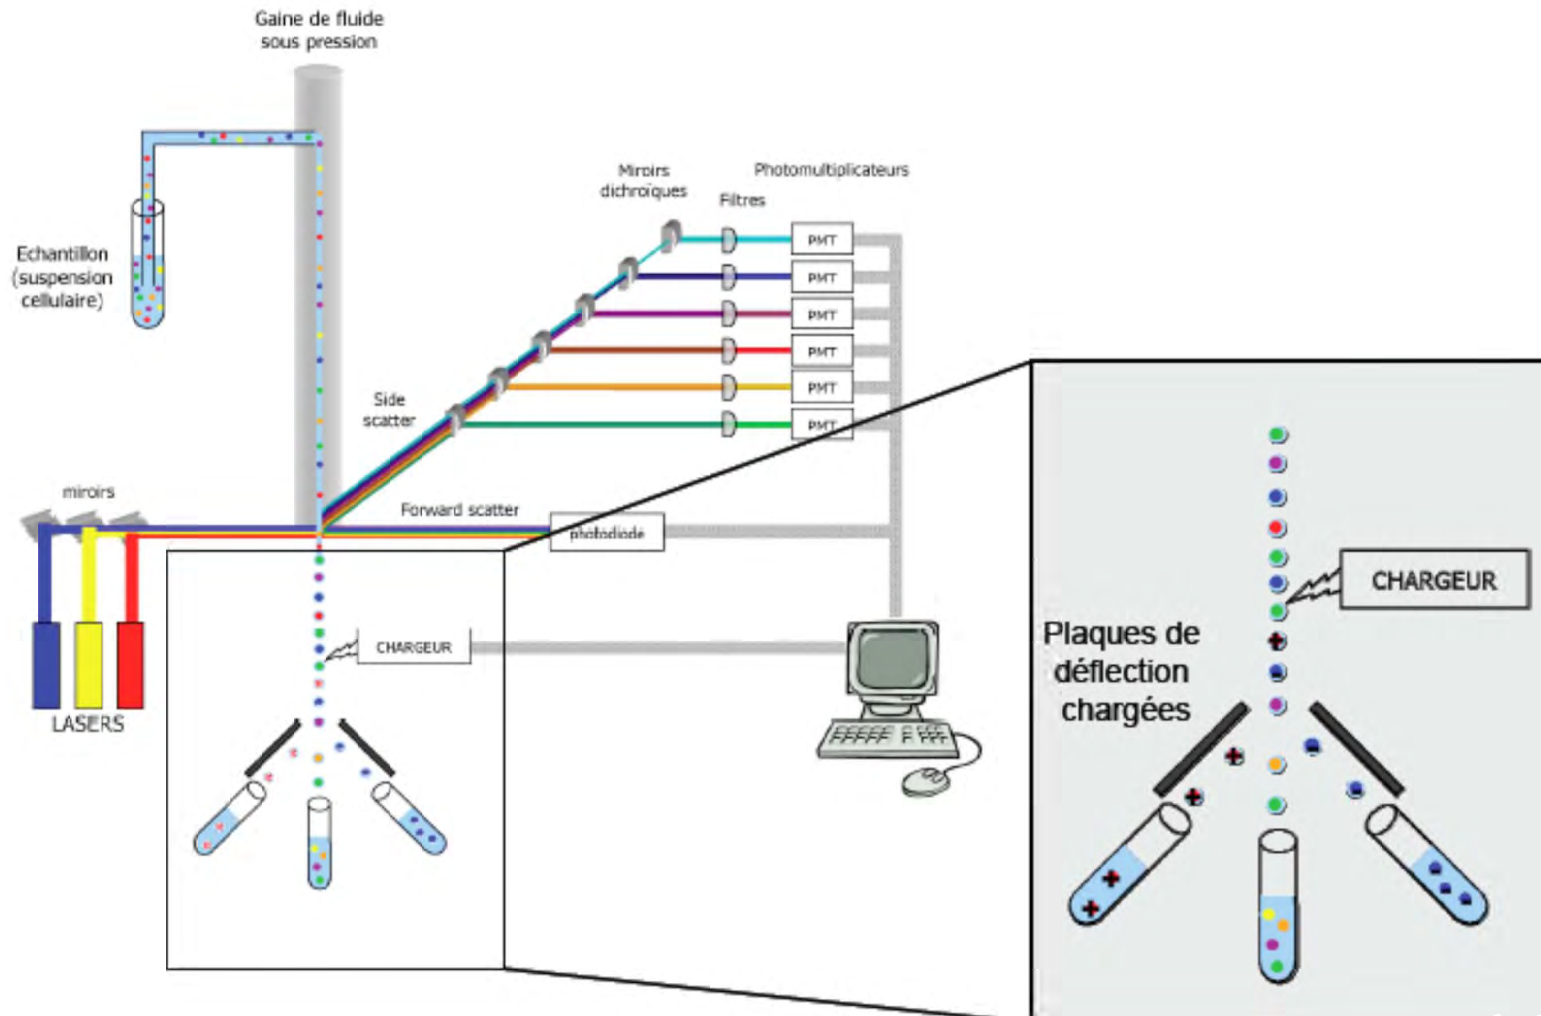 Gaine de fluide
sous pression
Echantillon
(suspension
cellulaire)
Miroirs
dichroïques
Photomultiplicateurs
Filtres
PMT
PMT
PMT
PMT
PMT
PMT
Side
scatter
miroirs
Forward scatter
photodiode
LASERS
CHARGEUR
CHARGEUR
Plaques de
déflection
chargées